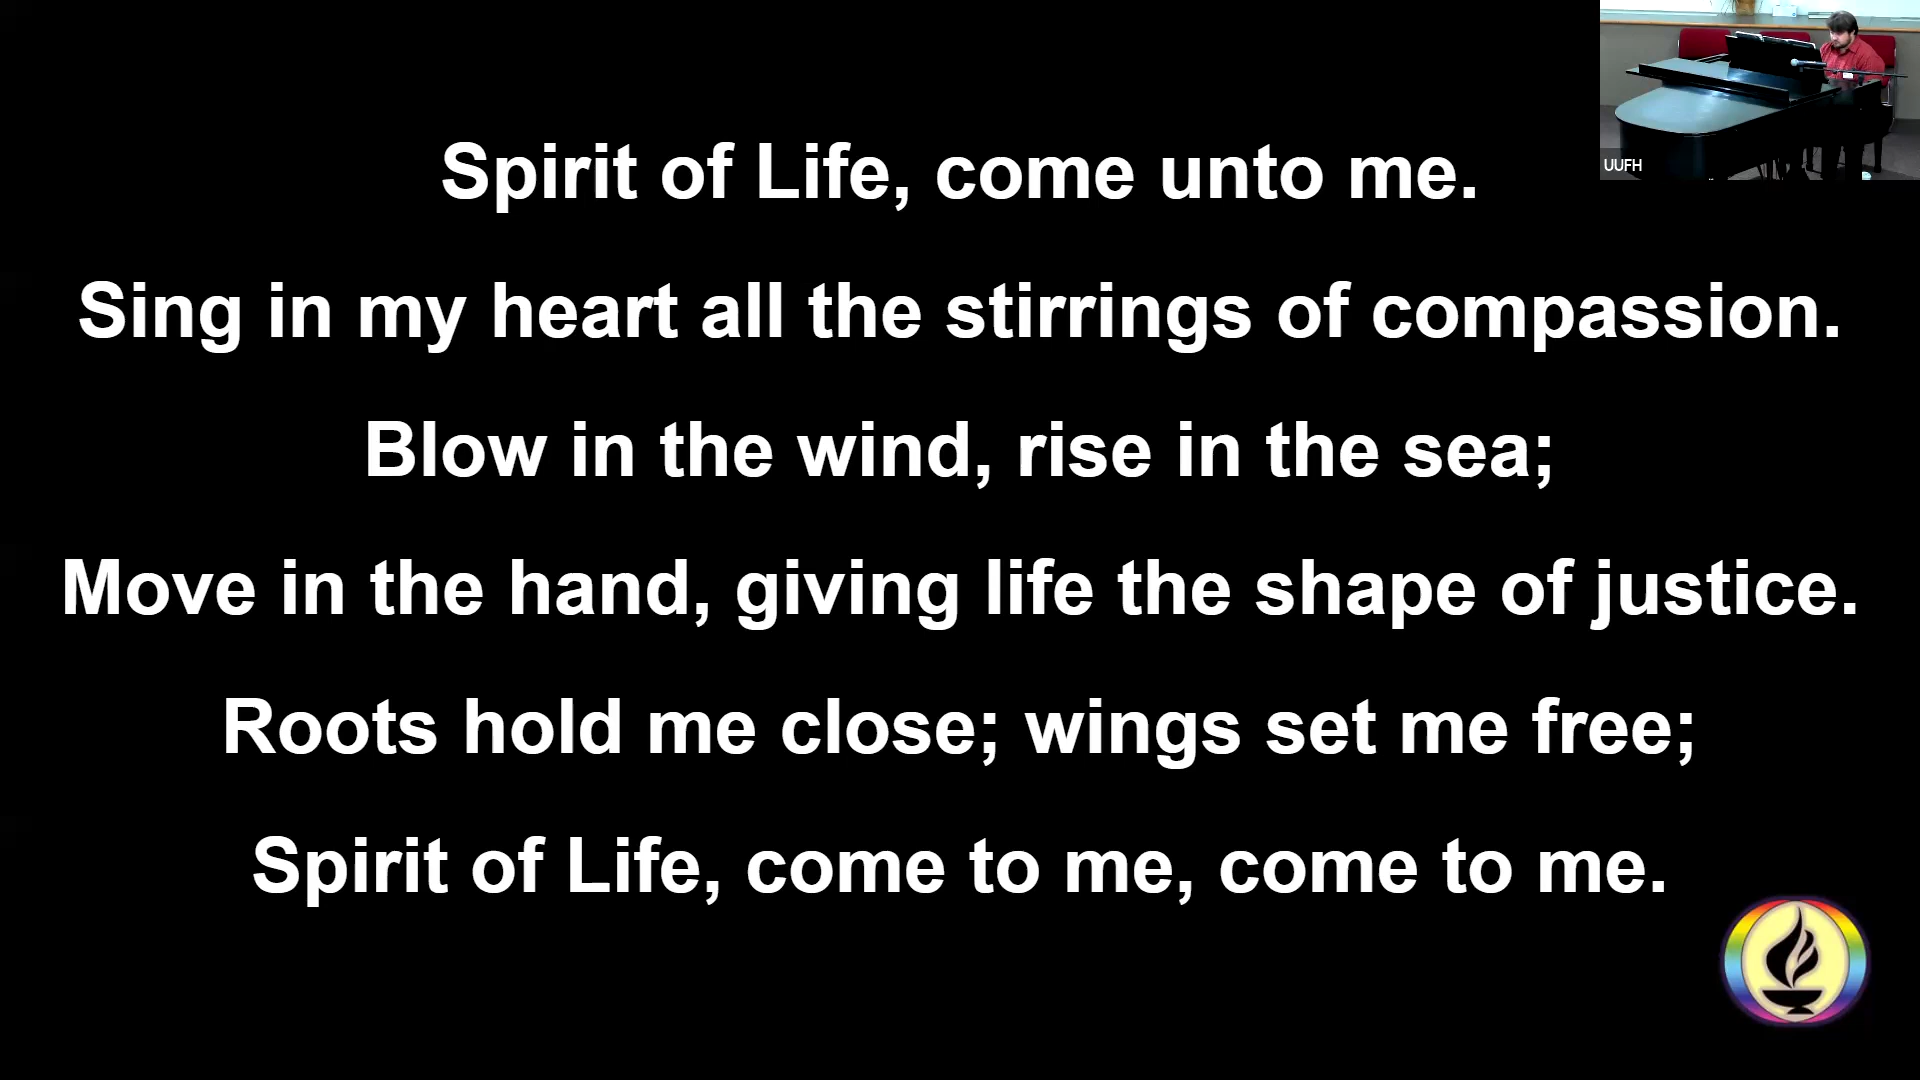 Spirit of Life, come unto me.
UUFH
Sing in my heart all the stirrings of compassion.
Blow in the wind, rise in the sea;
Move in the hand, giving life the shape of justice.
Roots hold me close; wings set me free;
Spirit of Life, come to me, come to me.